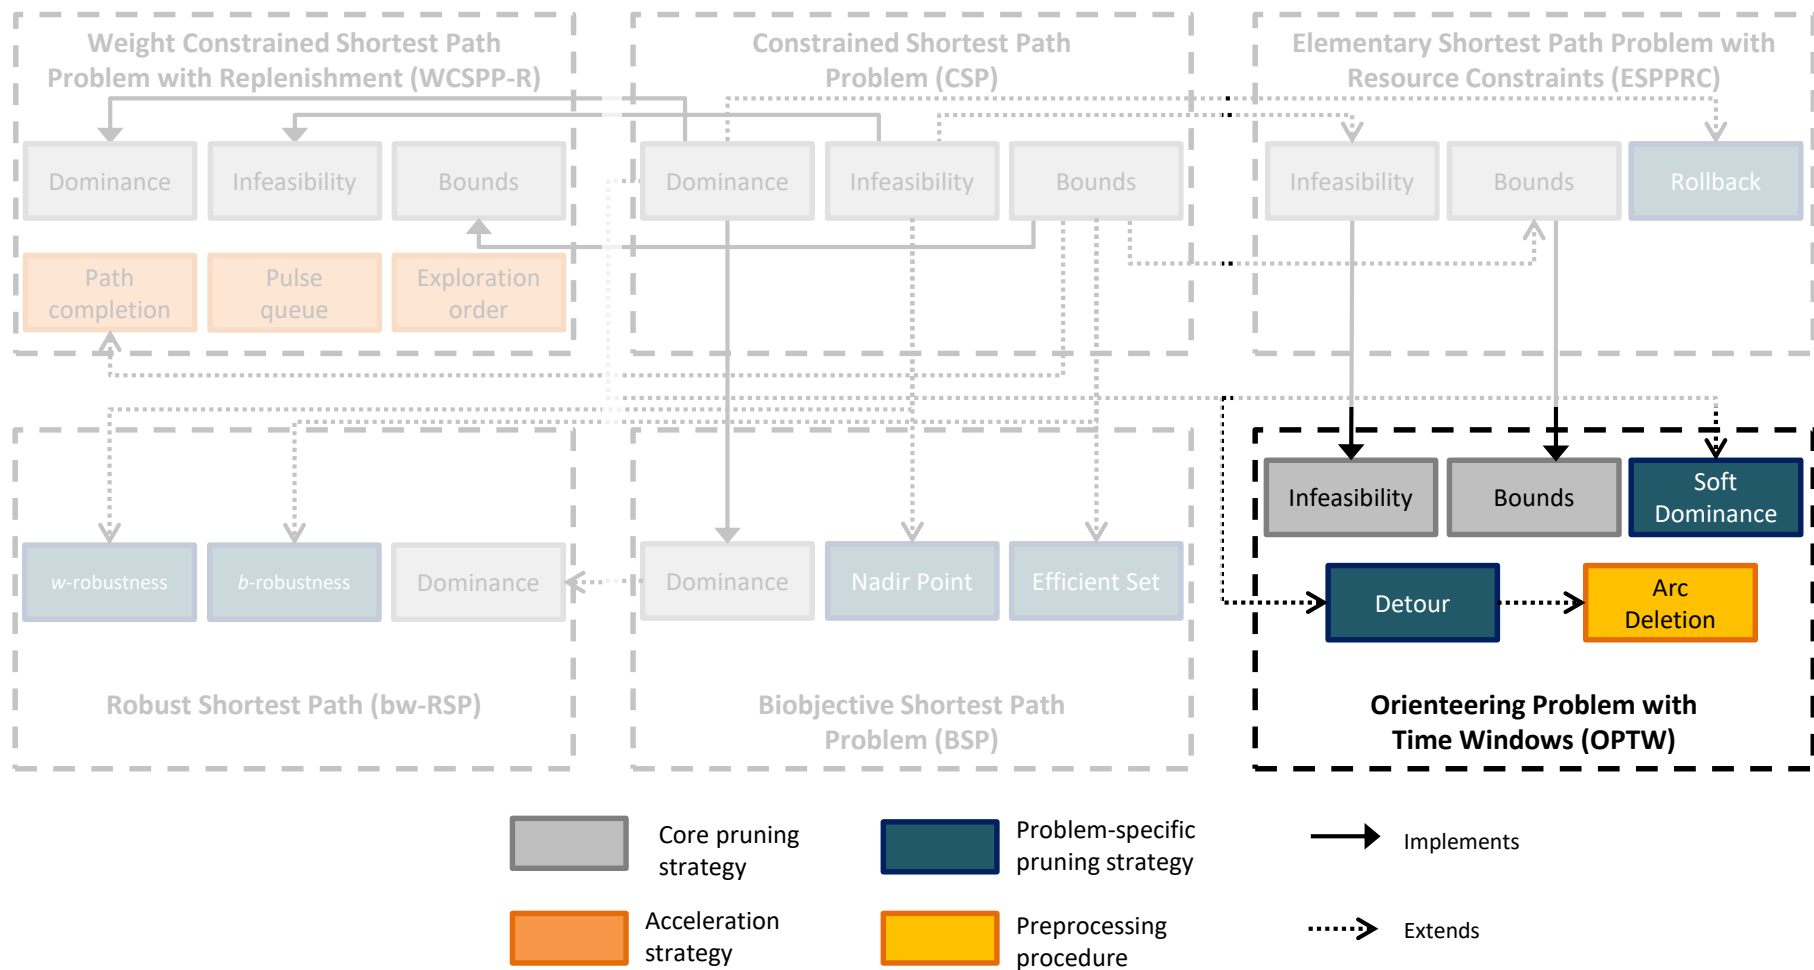 Weight Constrained Shortest Path
Problem with Replenishment (WCSPP-R)
Dominance
Infeasibility
Bounds
Path
completion
Pulse
queue
Exploration
order
Constrained Shortest Path
Problem (CSP)
Dominance
Infeasibility
Bounds
Elementary Shortest Path Problem with
Resource Constraints (ESPPRC)
Infeasibility
Bounds
Rollback
w-robustness
b-robustness
Dominance
Robust Shortest Path (bw-RSP)
Dominance
Nadir Point
Efficient Set
Biobjective Shortest Path
Problem (BSP)
Infeasibility
Bounds
Soft
Dominance
Detour
Arc
Deletion
Orienteering Problem with
Time Windows (OPTW)
Core pruning
strategy
Problem-specific
pruning strategy
Implements
Acceleration
strategy
Preprocessing
procedure
Extends